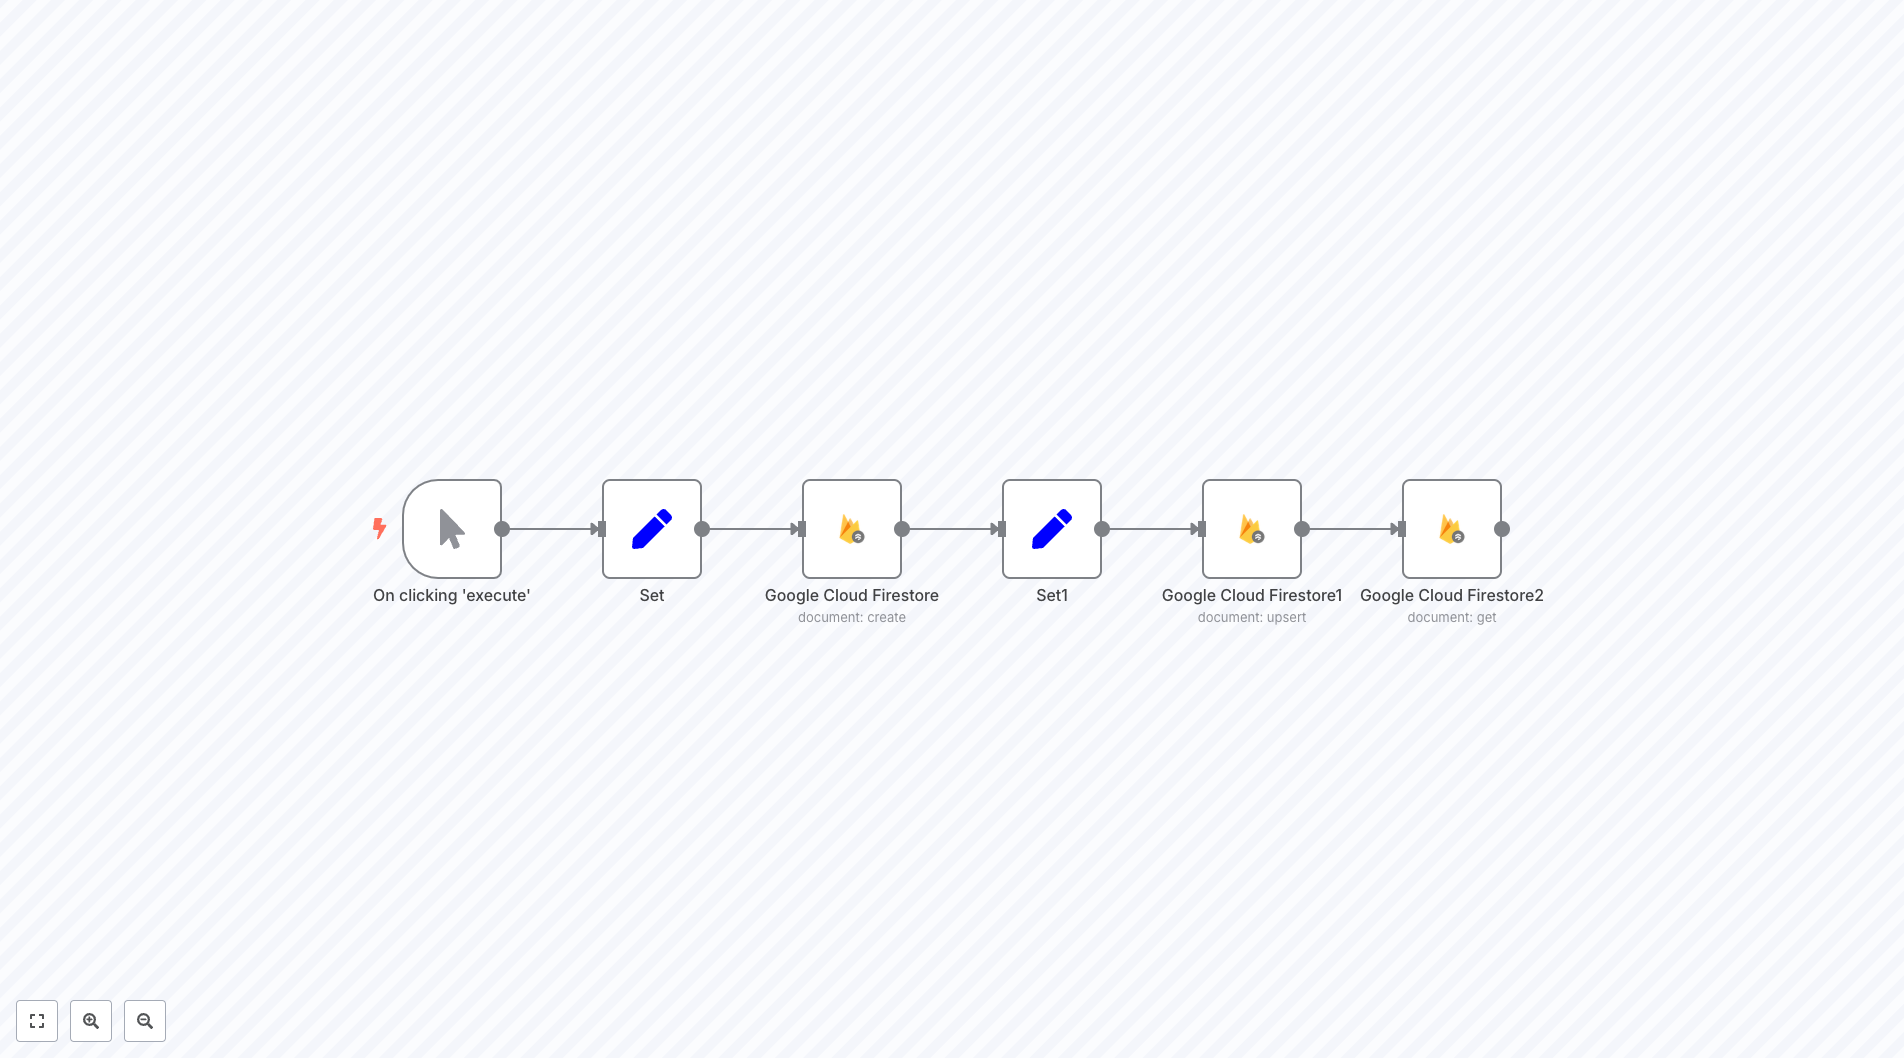 On clicking 'execute'
Set
Google Cloud Firestore
document: create
Set1
Google Cloud Firestore1
document: upsert
Google Cloud Firestore2
document: get